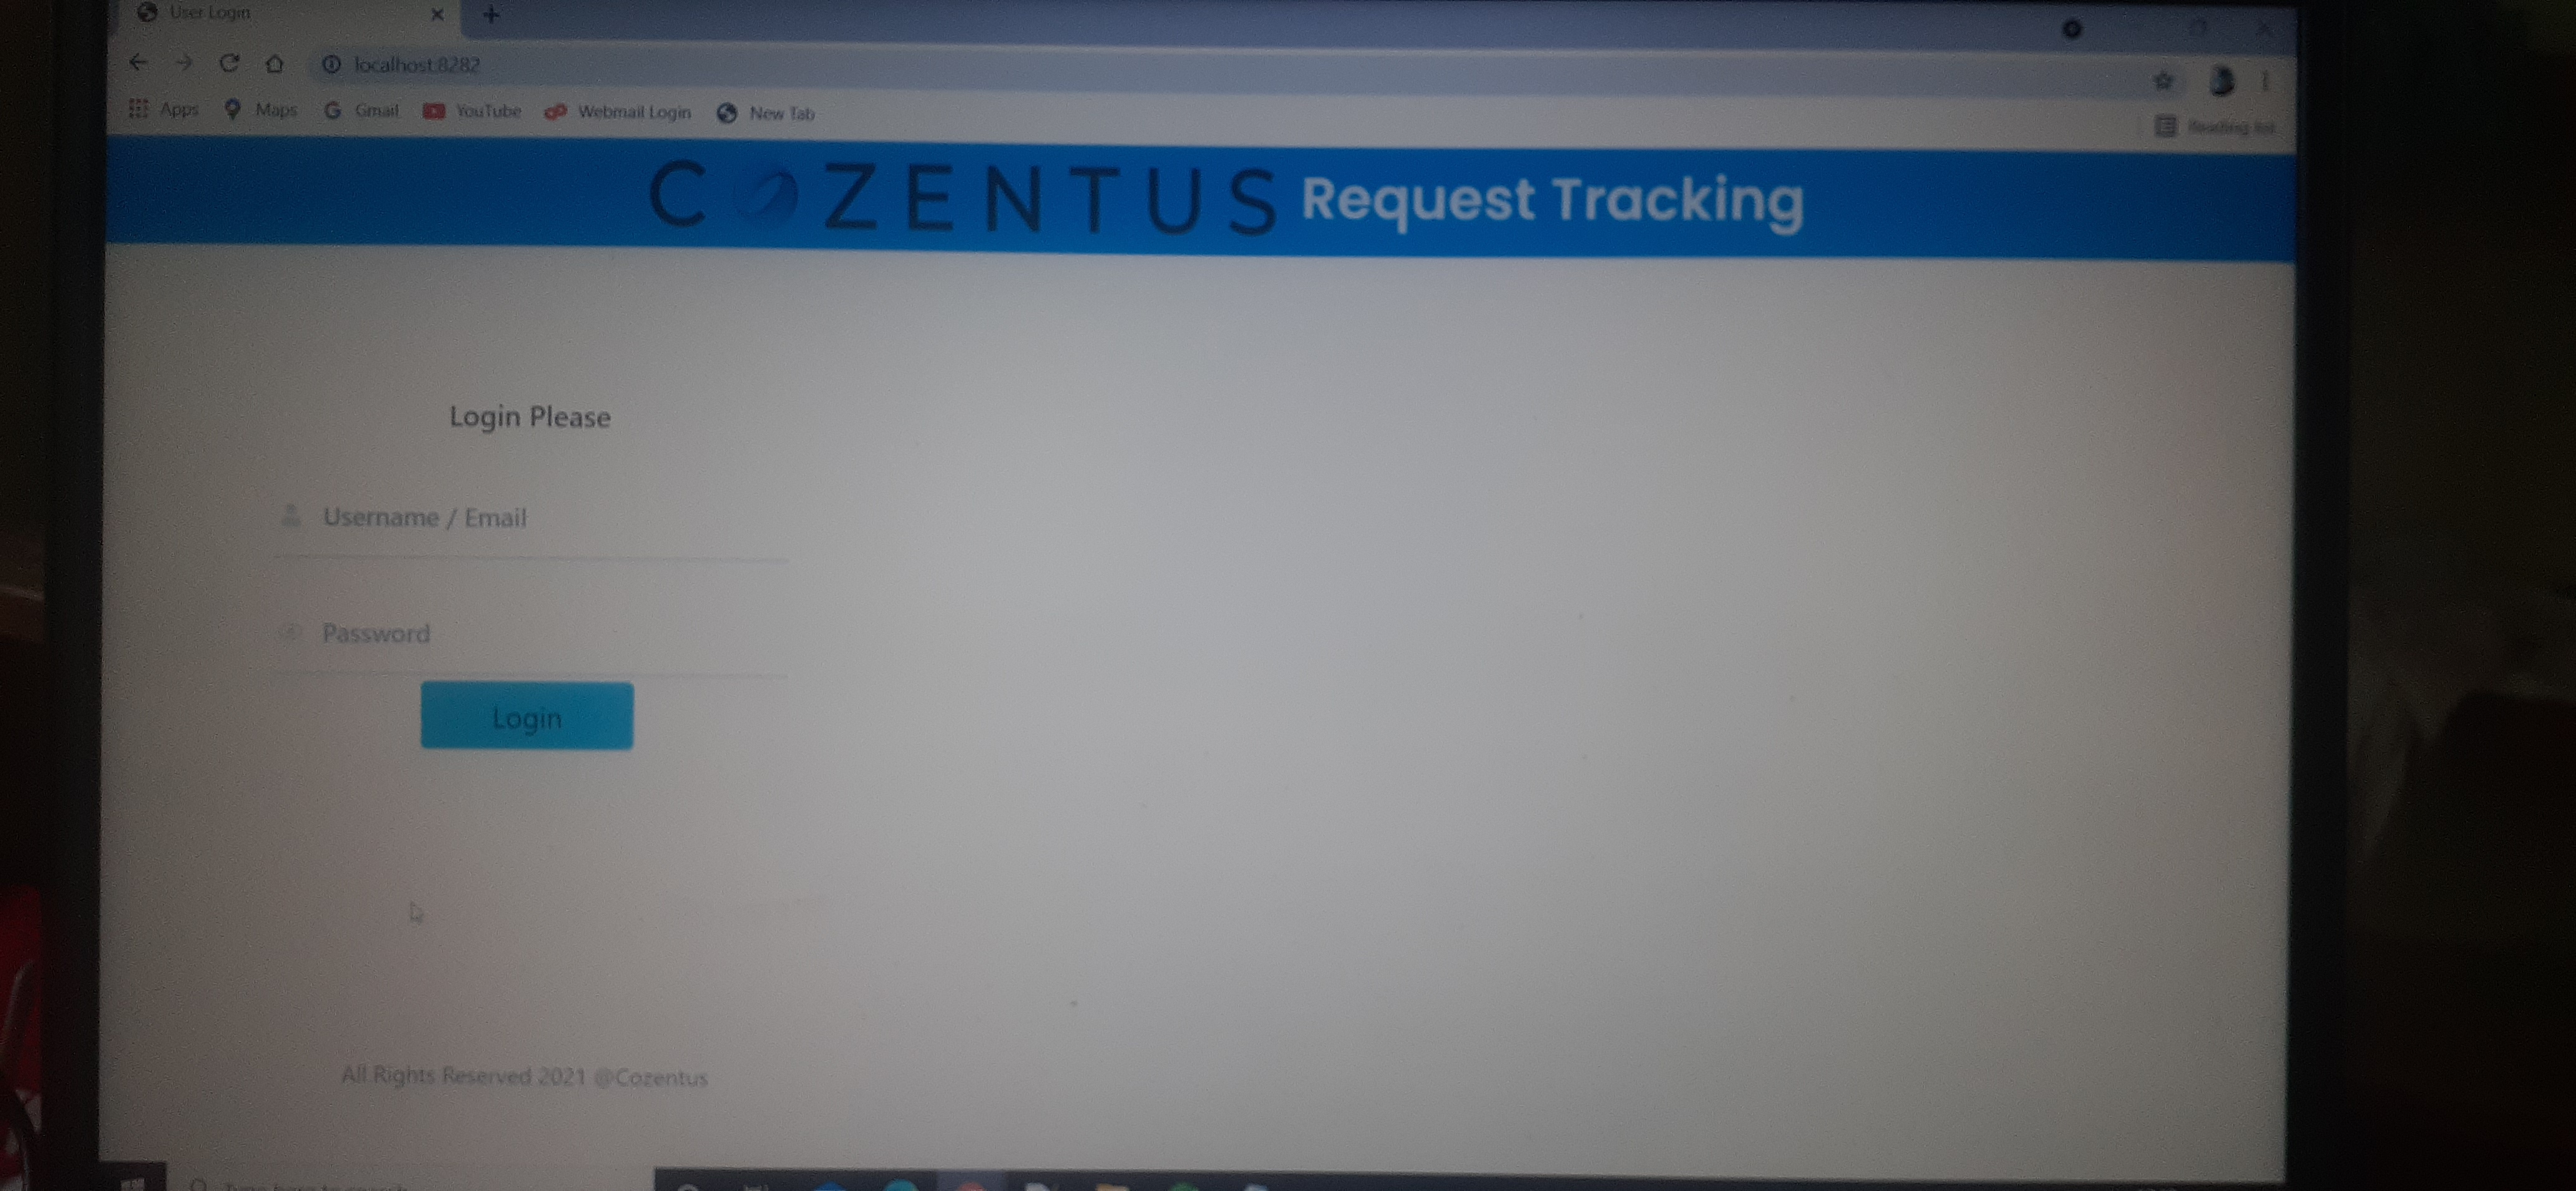 User Login
localhost:8282
Apps Maps Gmail YouTube Webmail Login New Tab
Reading list
COZENTUS Request Tracking
Login Please
Username / Email
Password
Login
All Rights Reserved 2021 @Cozentus
Type here to search